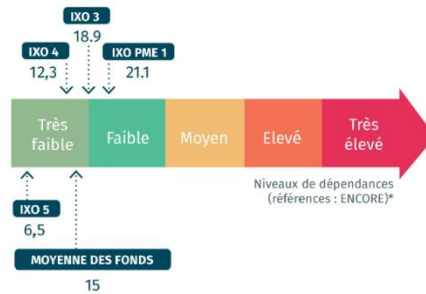 IXO 3
18.9
IXO 4
12,3
IXO PME 1
21.1
Très faible
Faible
Moyen
Elevé
Très élevé
Niveaux de dépendances
(références : ENCORE)*
IXO 5
6,5
MOYENNE DES FONDS
15